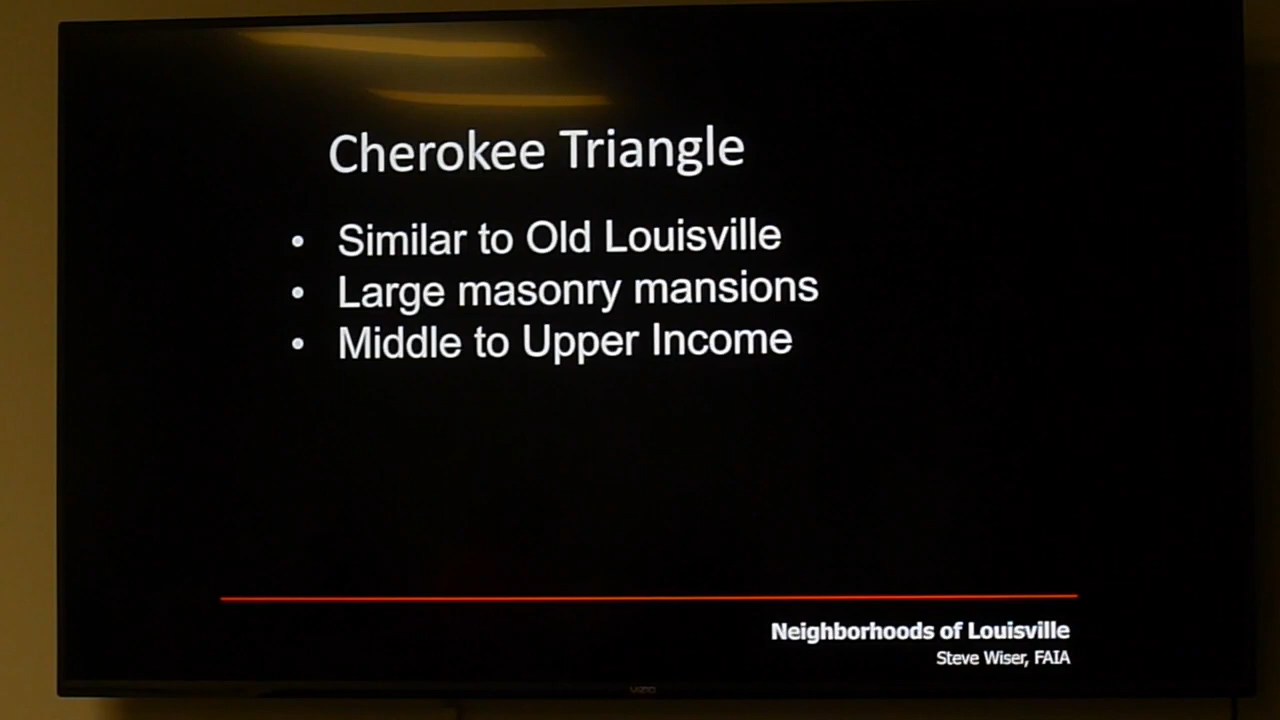 Cherokee Triangle
• Similar to Old Louisville
• Large masonry mansions
• Middle to Upper Income
Neighborhoods of Louisville
Steve Wiser, FAIA
VIZIO